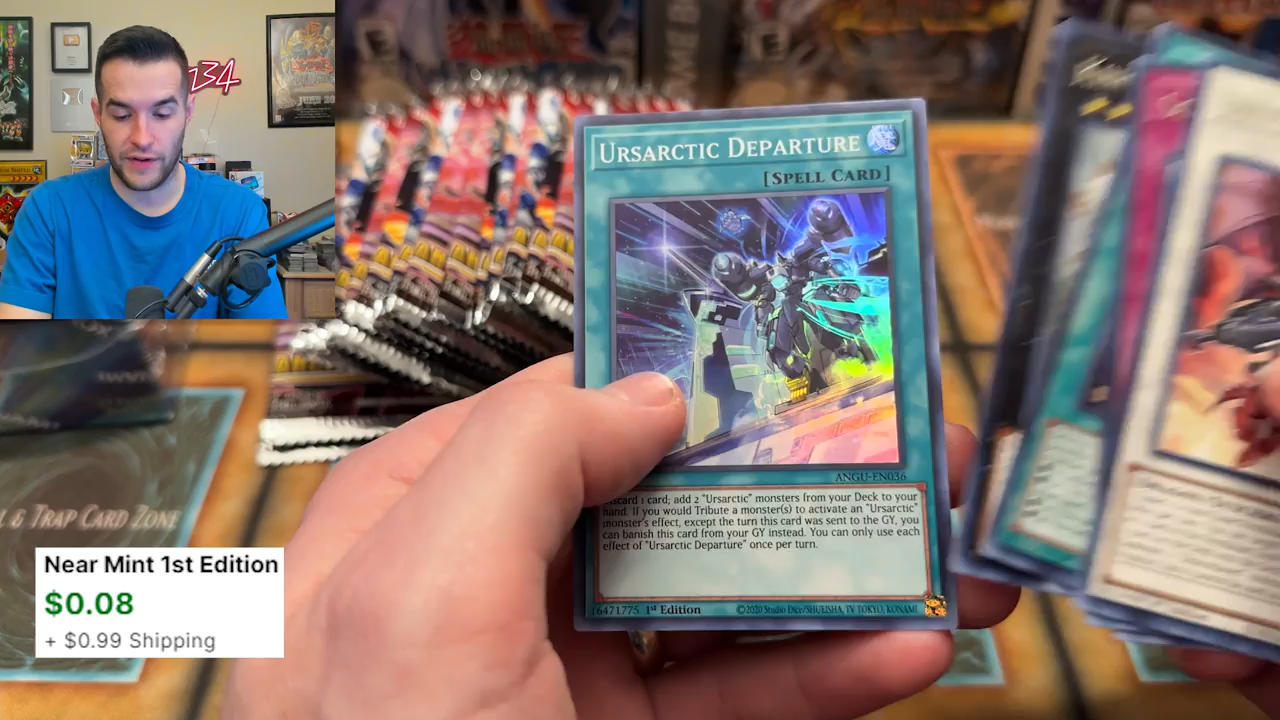 234
URSARCTIC DEPARTURE
[SPELL CARD]
ANGU-EN036
iscard 1 card; add 2 "Ursarctic" monsters from your Deck to your
hand. If you would Tribute a monster(s) to activate an "Ursarctic"
monster's effect, except the turn this card was sent to the GY, you
can banish this card from your GY instead. You can only use each
effect of "Ursarctic Departure" once per turn.
16471775 1st Edition ©2020 Studio Dice/SHUEISHA, TV TOKYO, KONAMI
& TRAP CARD ZONE
Near Mint 1st Edition
$0.08
+ $0.99 Shipping